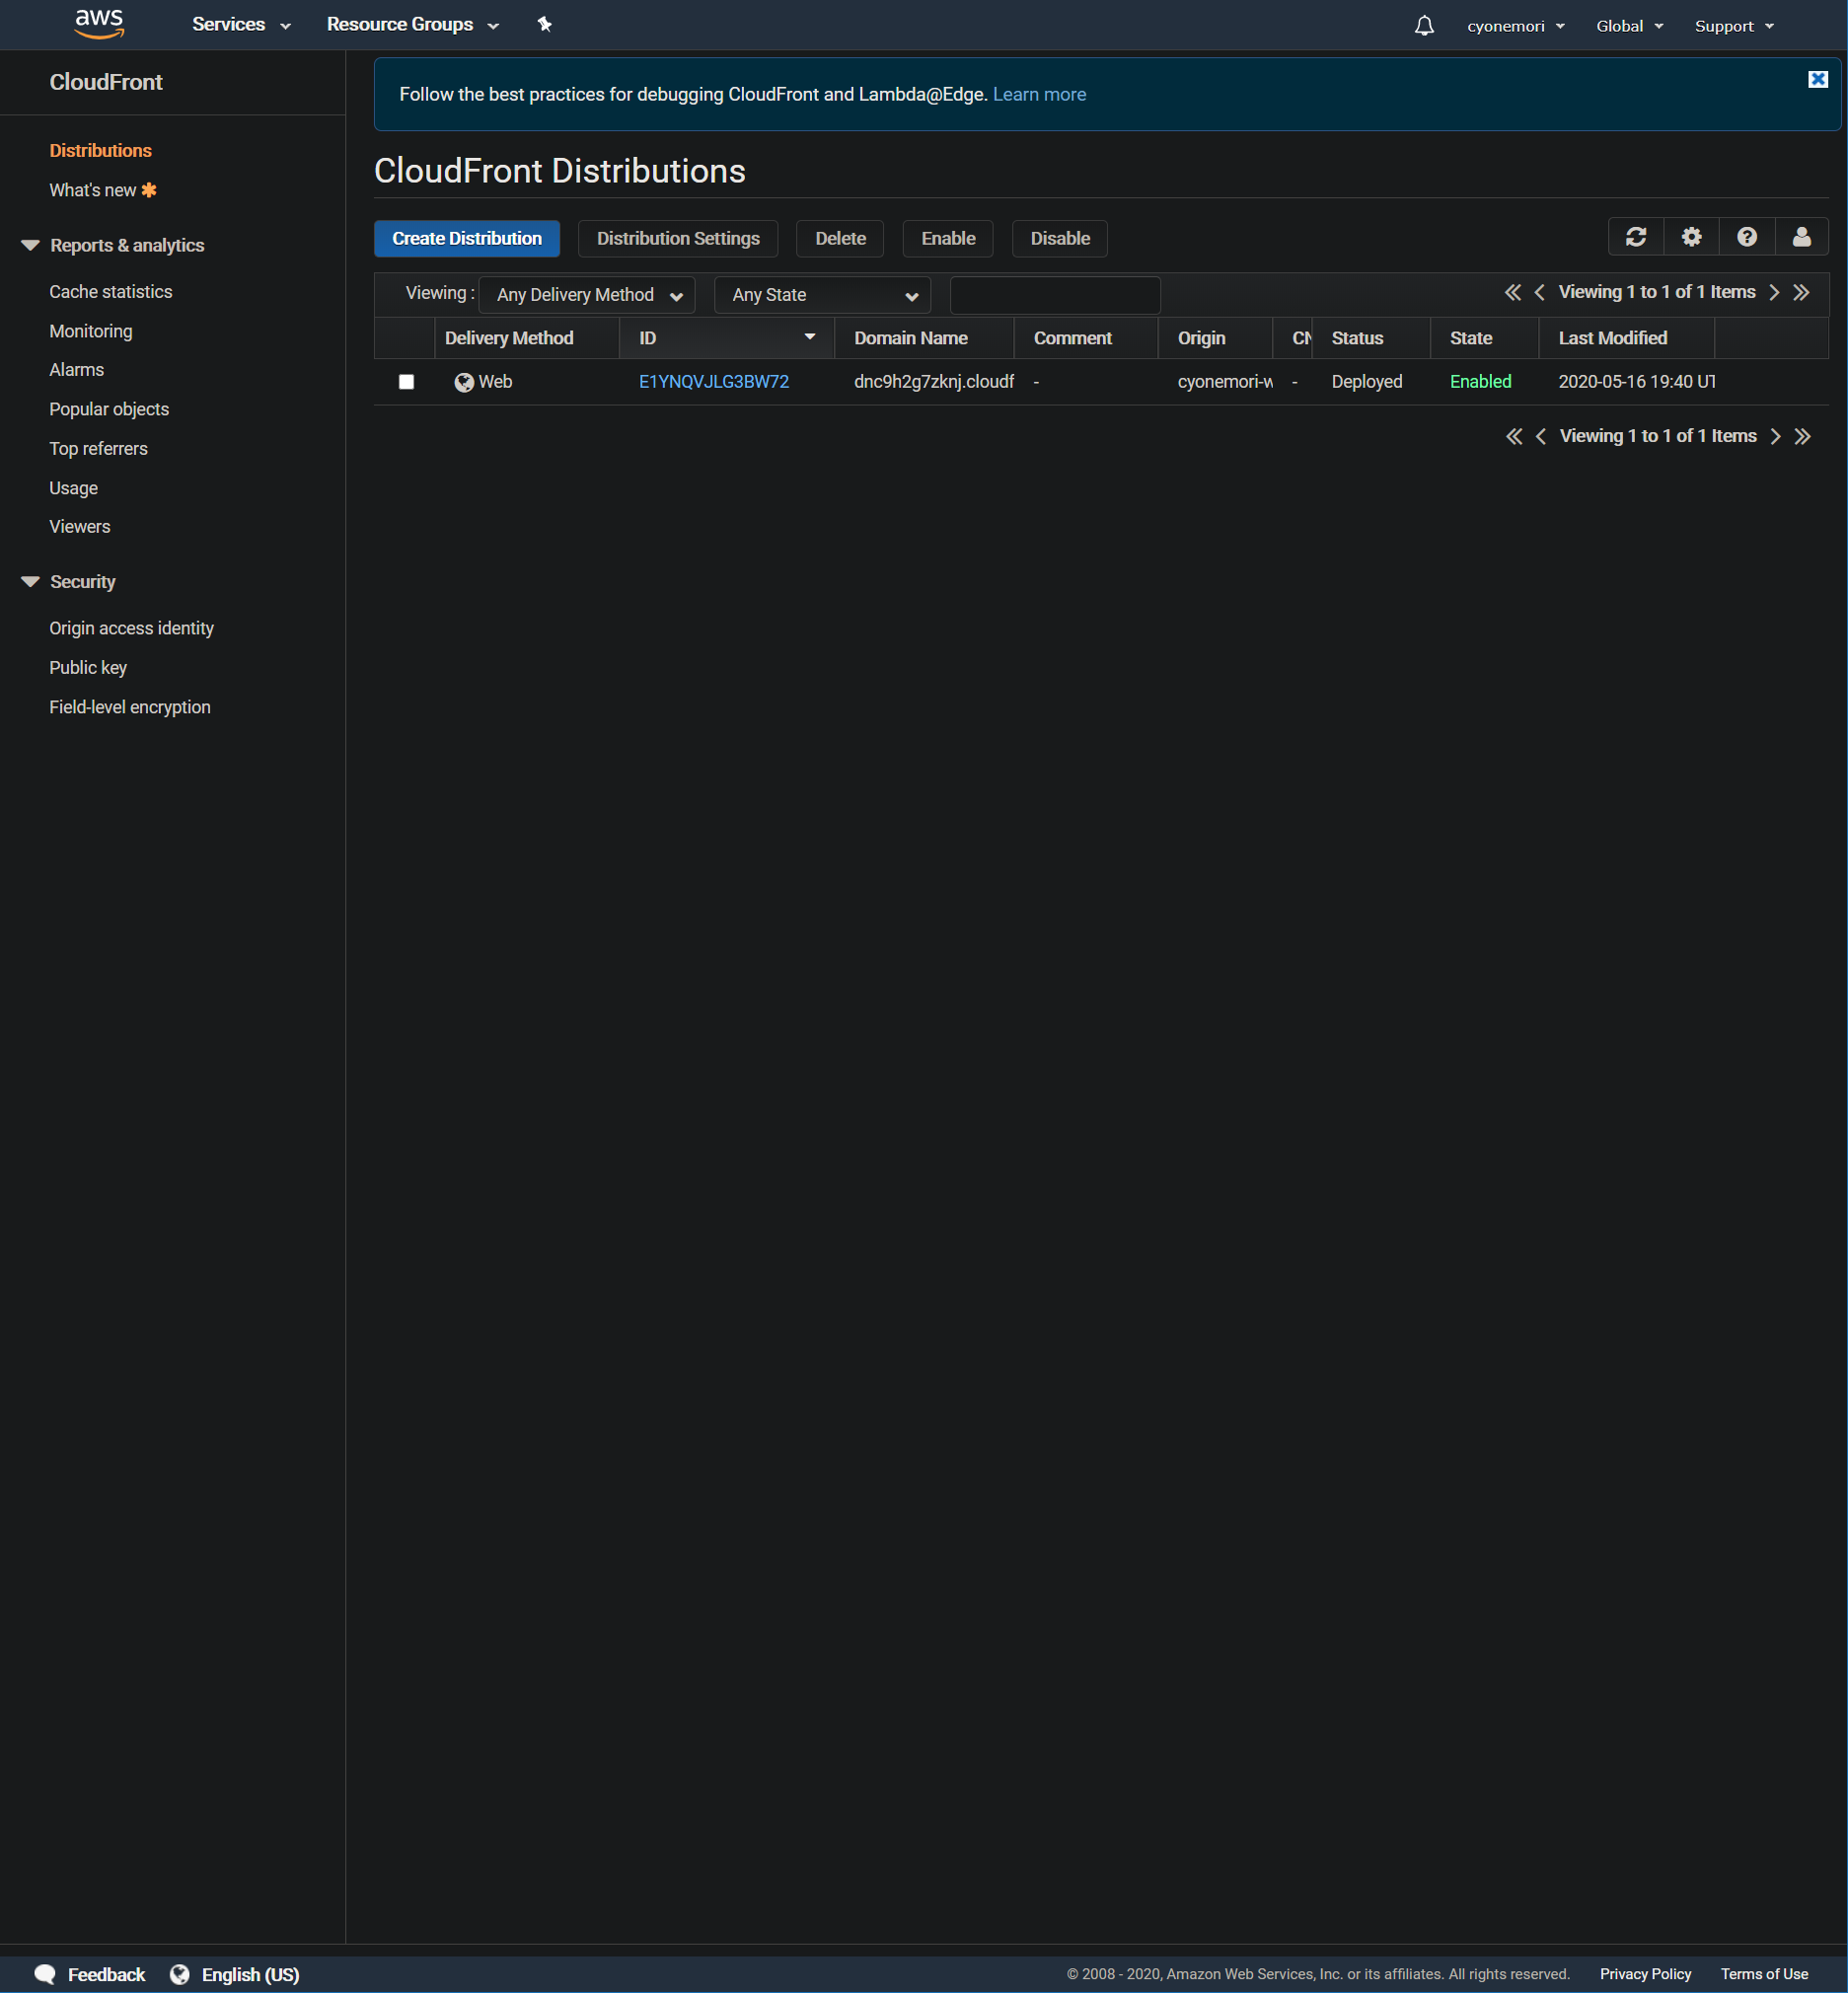 aws
Services
Resource Groups
cyonemori
Global
Support
CloudFront
Distributions
What's new
Reports & analytics
Cache statistics
Monitoring
Alarms
Popular objects
Top referrers
Usage
Viewers
Security
Origin access identity
Public key
Field-level encryption
Follow the best practices for debugging CloudFront and Lambda@Edge. Learn more
CloudFront Distributions
Create Distribution
Distribution Settings
Delete
Enable
Disable
Viewing : Any Delivery Method Any State
« < Viewing 1 to 1 of 1 Items > »
Delivery Method ID Domain Name Comment Origin CN Status State Last Modified
Web E1YNQVJLG3BW72 dnc9h2g7zknj.cloudf - cyonemori-w - Deployed Enabled 2020-05-16 19:40 UT
« < Viewing 1 to 1 of 1 Items > »
Feedback English (US) © 2008 - 2020, Amazon Web Services, Inc. or its affiliates. All rights reserved. Privacy Policy Terms of Use